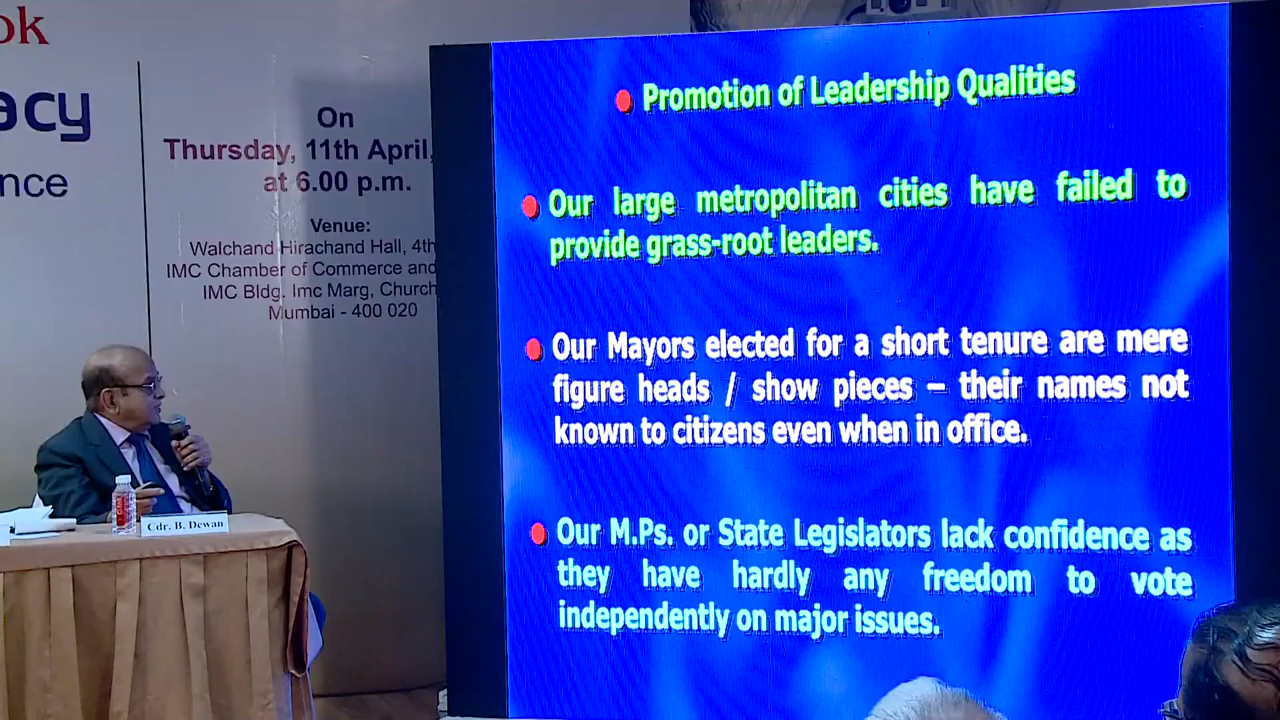 ok
acy
nce
On
Thursday, 11th April,
at 6.00 p.m.
Venue:
Walchand Hirachand Hall, 4th
IMC Chamber of Commerce and
IMC Bldg. Imc Marg, Church
Mumbai - 400 020
Cdr. B. Dewan
Promotion of Leadership Qualities
Our large metropolitan cities have failed to
provide grass-root leaders.
Our Mayors elected for a short tenure are mere
figure heads / show pieces – their names not
known to citizens even when in office.
Our M.Ps. or State Legislators lack confidence as
they have hardly any freedom to vote
independently on major issues.